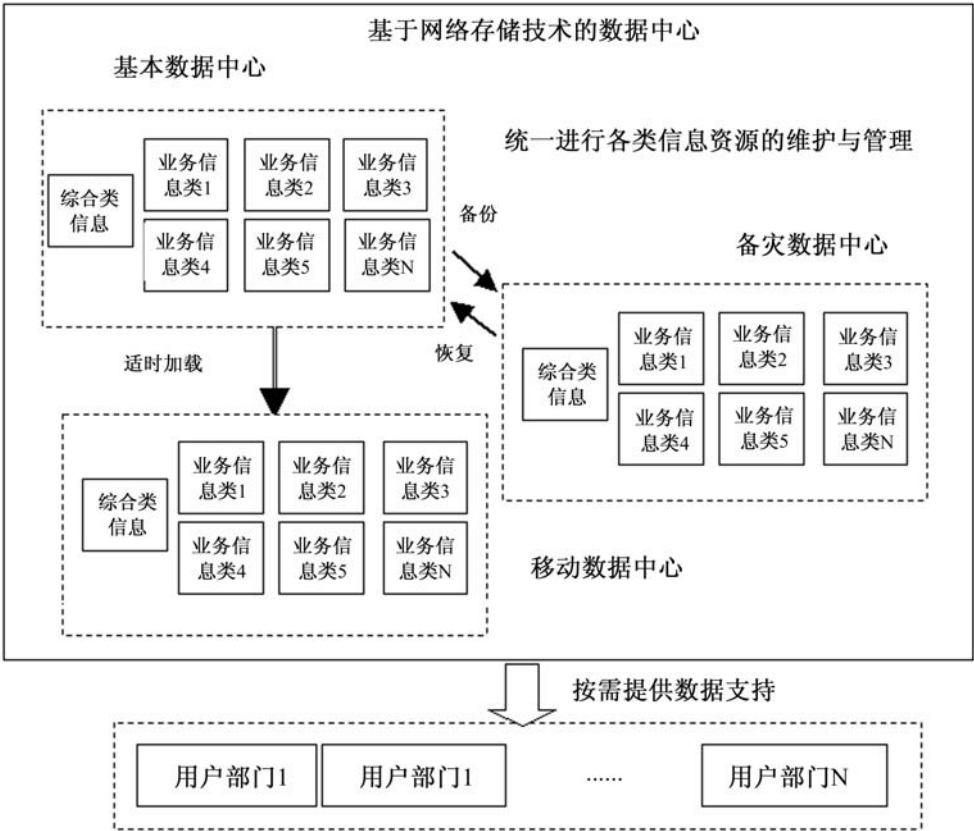 基于网络存储技术的数据中心
基本数据中心
统一进行各类信息资源的维护与管理
综合类
信息
业务信
息类1
业务信
息类2
业务信
息类3
业务信
息类4
业务信
息类5
业务信
息类N
备份
恢复
适时加载
备灾数据中心
综合类
信息
业务信
息类1
业务信
息类2
业务信
息类3
业务信
息类4
业务信
息类5
业务信
息类N
综合类
信息
业务信
息类1
业务信
息类2
业务信
息类3
业务信
息类4
业务信
息类5
业务信
息类N
移动数据中心
按需提供数据支持
用户部门1
用户部门1
......
用户部门N